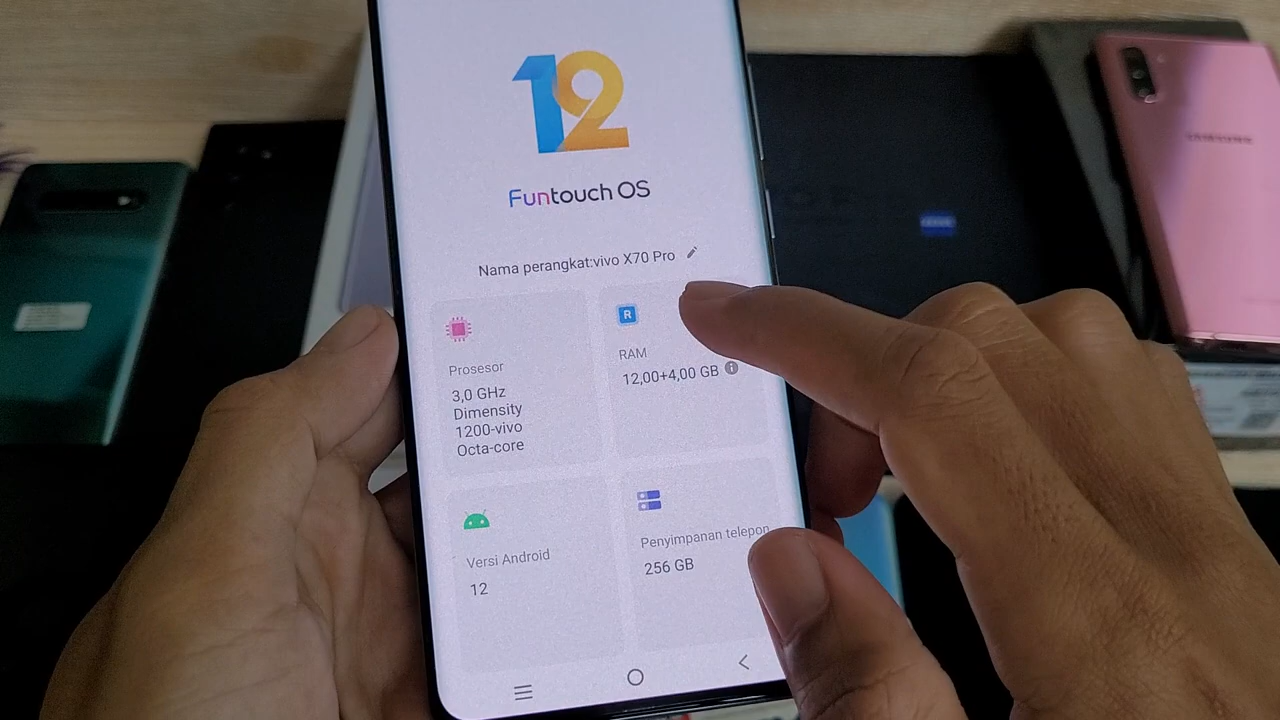 12
Funtouch OS
Nama perangkat:vivo X70 Pro
Prosesor
3,0 GHz
Dimensity
1200-vivo
Octa-core
R
RAM
12,00+4,00 GB
Versi Android
12
Penyimpanan telepon
256 GB
SAMSUNG